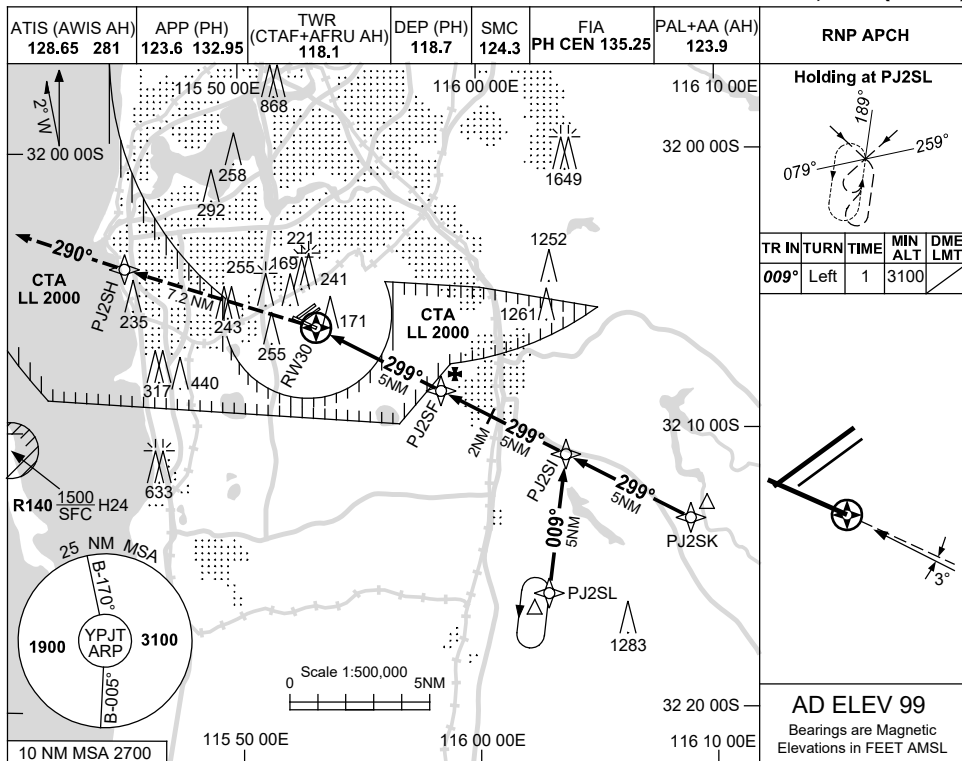 ATIS (AWIS AH)
128.65 281
APP (PH)
123.6 132.95
TWR
(CTAF+AFRU AH)
118.1
DEP (PH)
118.7
SMC
124.3
FIA
PH CEN 135.25
PAL+AA (AH)
123.9
RNP APCH
2° W
115 50 00E
116 00 00E
116 10 00E
32 00 00S
32 00 00S
868
258
292
1649
221
255
169
241
1252
290°
CTA
LL 2000
PJ2SH
7.2 NM
235
243
255
171
RW30
CTA
LL 2000
1261
299°
5NM
317
440
PJ2SF
2NM
299°
5NM
32 10 00S
PJ2SI
633
R140 1500
SFC H24
299°
5NM
009°
5NM
PJ2SK
PJ2SL
25 NM MSA
B-170°
1900
YPJT
ARP
3100
B-005°
1283
Scale 1:500,000
0 5NM
32 20 00S
10 NM MSA 2700
115 50 00E
116 00 00E
116 10 00E
Holding at PJ2SL
189°
259°
079°
TR IN TURN TIME MIN ALT DME LMT
009° Left 1 3100
3°
AD ELEV 99
Bearings are Magnetic
Elevations in FEET AMSL